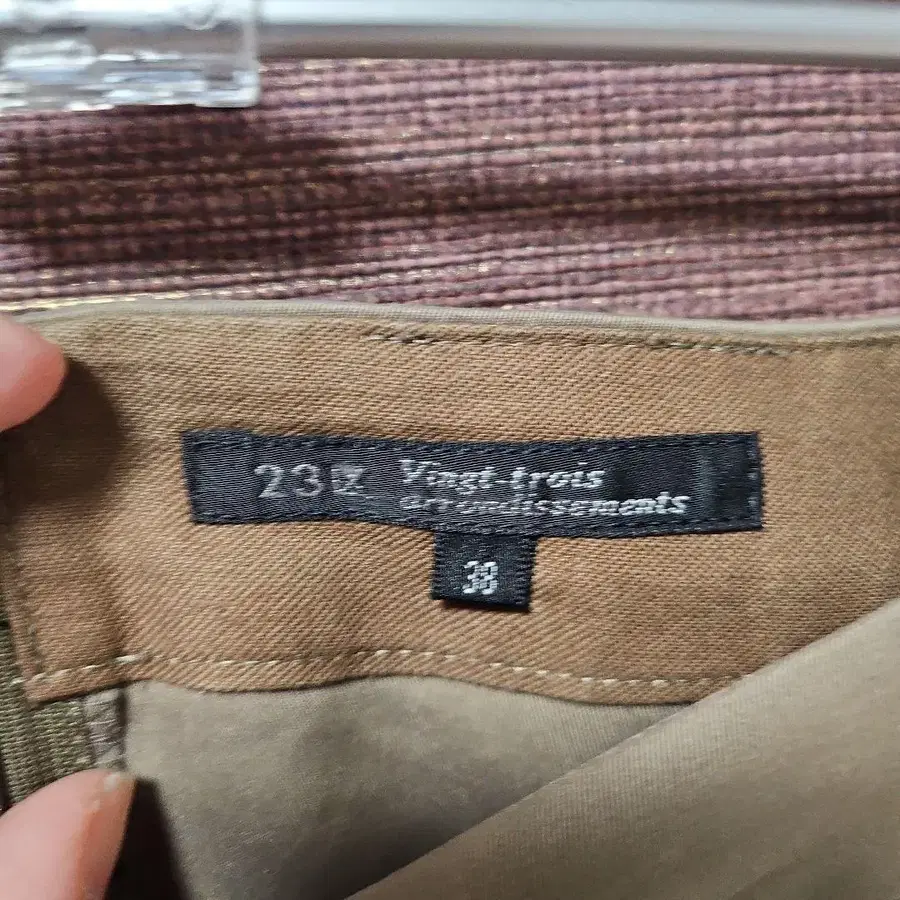 23区 Vingt-trois
arrondissements
38